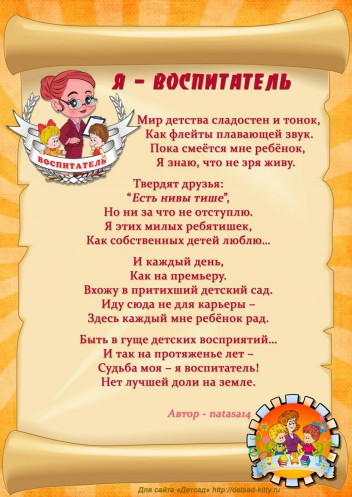 Я - ВОСПИТАТЕЛЬ
Мир детства сладостен и тонок,
Как флейты плавающей звук.
Пока смеётся мне ребёнок,
Я знаю, что не зря живу.
ВОСПИТАТЕЛЬ
Твердят друзья:
“Есть нивы тише”,
Но ни за что не отступлю.
Я этих милых ребятишек,
Как собственных детей люблю...
И каждый день,
Как на премьеру.
Вхожу в притихший детский сад.
Иду сюда не для карьеры –
Здесь каждый мне ребёнок рад.
Быть в гуще детских восприятий...
И так на протяженье лет –
Судьба моя – я воспитатель!
Нет лучшей доли на земле.
Автор - natasa14
Для сайта «Детсад» http://detsad-kitty.ru